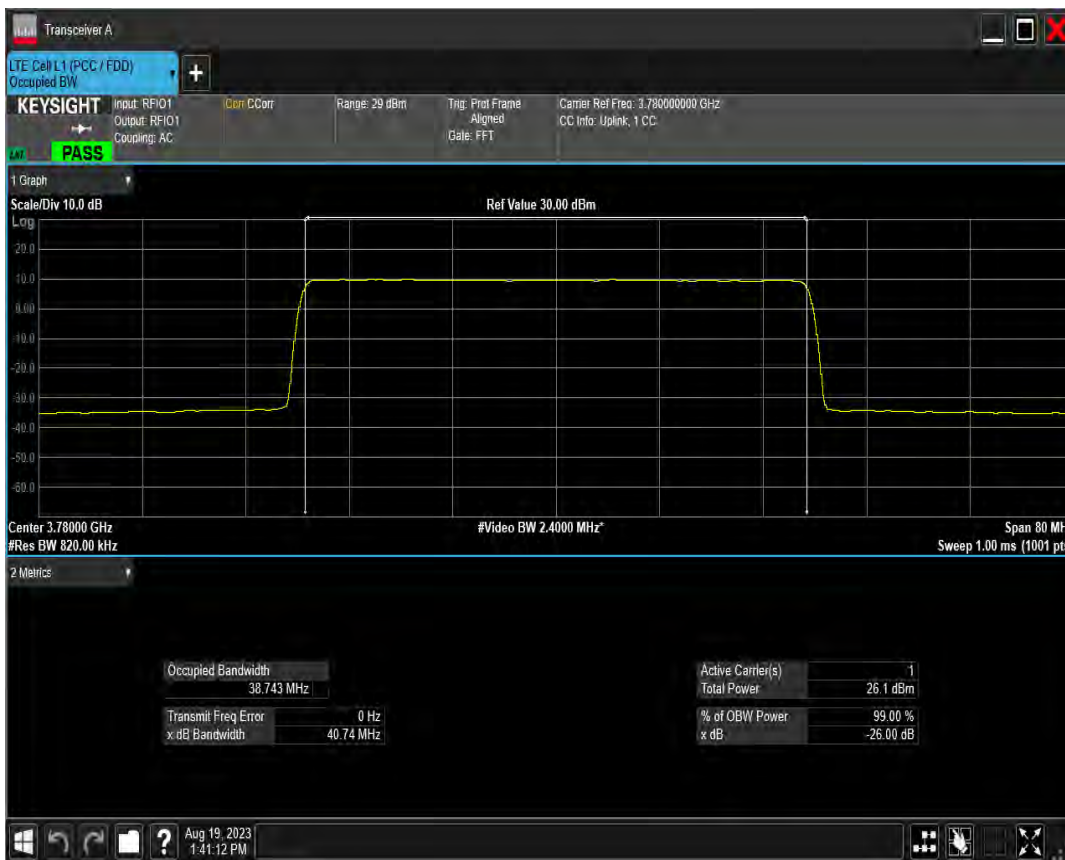 Transceiver A
LTE Cell L1 (PCC / FDD)
Occupied BW
+
KEYSIGHT
Input: RFIO1
Output: RFIO1
Coupling: AC
Corr CCorr
Range: 29 dBm
Trig: Prot Frame
Aligned
Gate: FFT
Carrier Ref Freq: 3.780000000 GHz
CC Info: Uplink, 1 CC
LNI
PASS
1 Graph
Scale/Div 10.0 dB
Ref Value 30.00 dBm
Log
20.0
10.0
0.00
-10.0
-20.0
-30.0
-40.0
-50.0
-60.0
Center 3.78000 GHz
#Video BW 2.4000 MHz*
Span 80 MH
#Res BW 820.00 kHz
Sweep 1.00 ms (1001 pts
2 Metrics
Occupied Bandwidth
38.743 MHz
Transmit Freq Error 0 Hz
x dB Bandwidth 40.74 MHz
Active Carrier(s) 1
Total Power 26.1 dBm
% of OBW Power 99.00 %
x dB -26.00 dB
?
Aug 19, 2023
1:41:12 PM